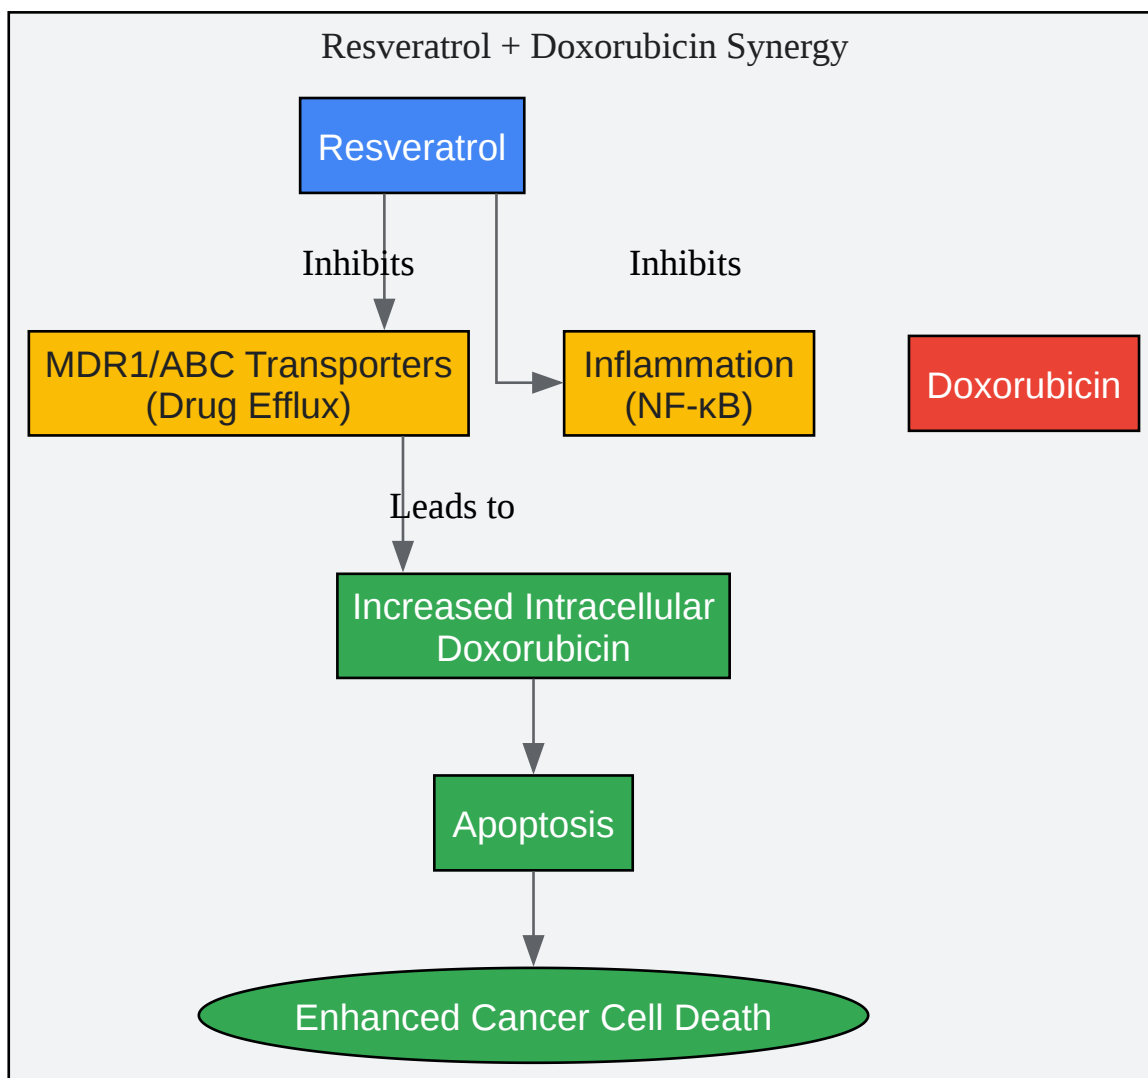 Resveratrol + Doxorubicin Synergy
Resveratrol
Inhibits
Inhibits
MDR1/ABC Transporters
(Drug Efflux)
Inflammation
(NF-κB)
Doxorubicin
Leads to
Increased Intracellular
Doxorubicin
Apoptosis
Enhanced Cancer Cell Death